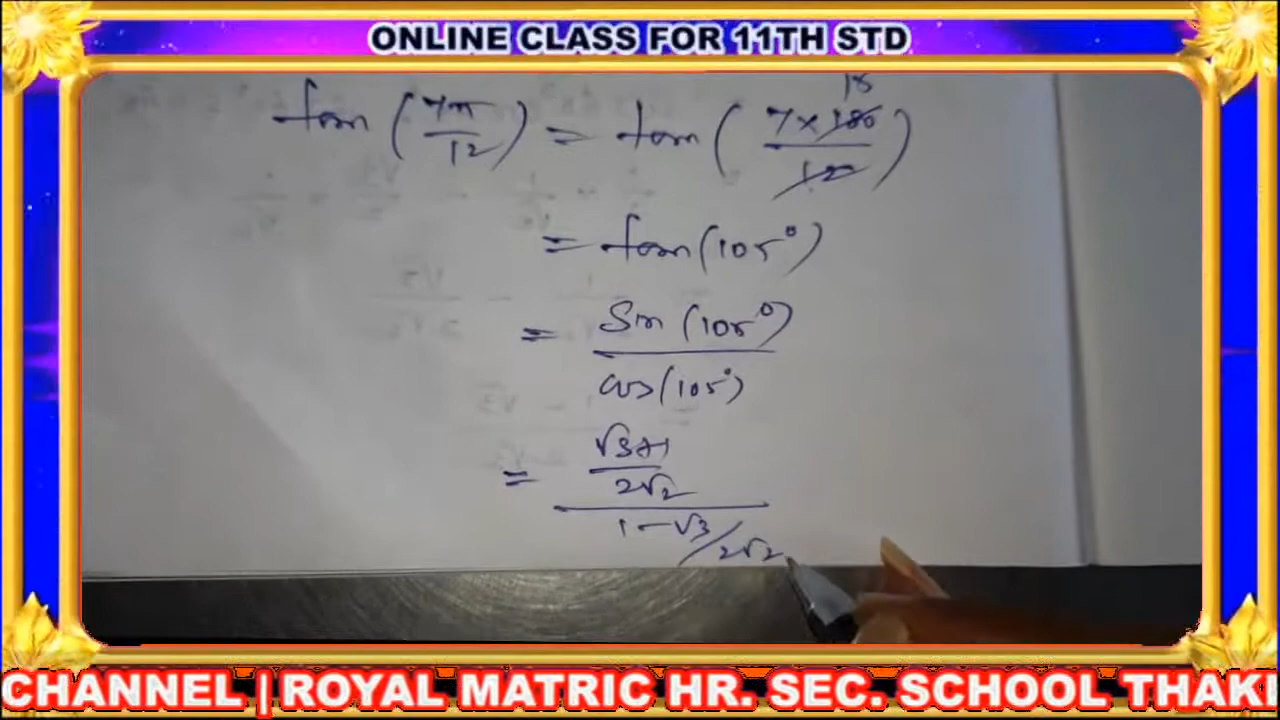 ONLINE CLASS FOR 11TH STD
tan (7π/12) = tan (7×180/12) 15
= tan (105°)
= Sin (105°) / cos (105°)
= (√3+1 / 2√2) / (1-√3 / 2√2)
CHANNEL | ROYAL MATRIC HR. SEC. SCHOOL THAK